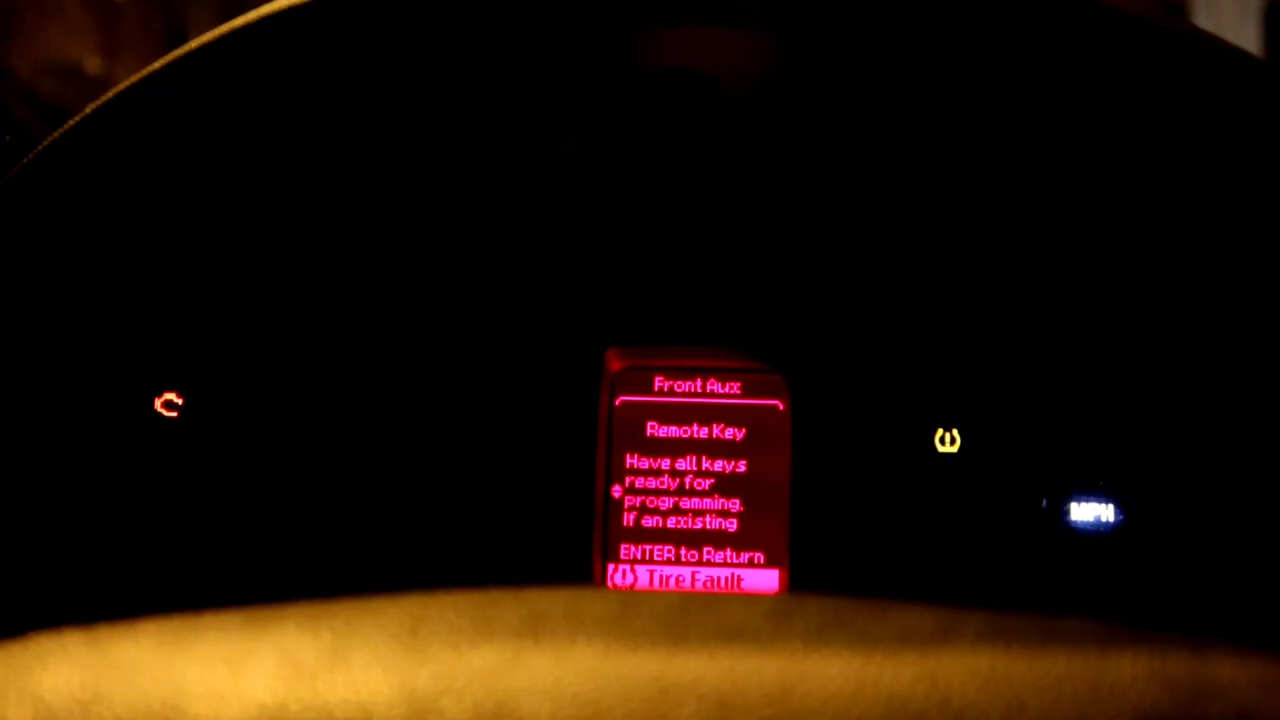 Front Aux
Remote Key
Have all keys
ready for
programming.
If an existing
ENTER to Return
Tire Fault
MPH